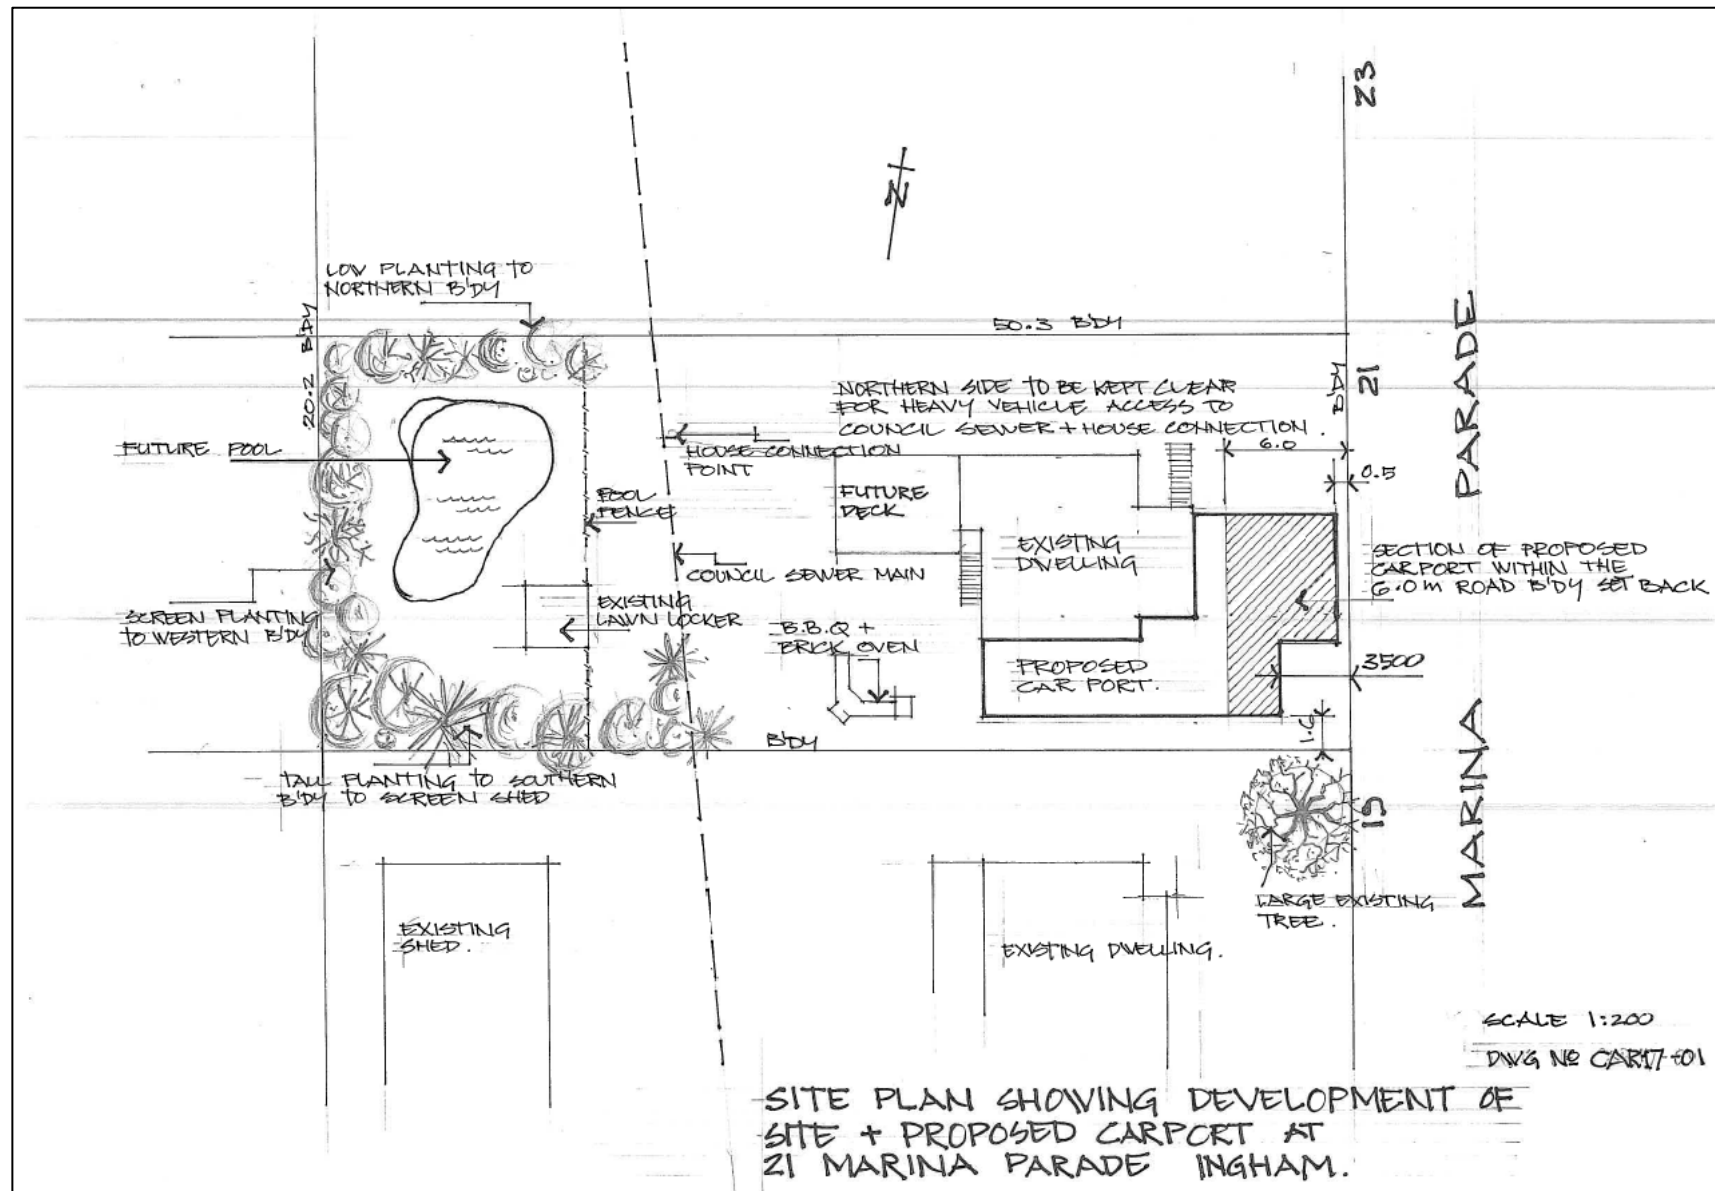 23
N
LOW PLANTING TO
NORTHERN B'DY
50.3 B'DY
20.2 B'DY
B'DY
21
PARADE
NORTHERN SIDE TO BE KEPT CLEAR
FOR HEAVY VEHICLE ACCESS TO
COUNCIL SEWER + HOUSE CONNECTION.
6.0
0.5
FUTURE POOL
HOUSE CONNECTION
POINT
POOL
FENCE
FUTURE
DECK
EXISTING
DWELLING
COUNCIL SEWER MAIN
SECTION OF PROPOSED
CARPORT WITHIN THE
6.0m ROAD B'DY SET BACK
SCREEN PLANTING
TO WESTERN B'DY
EXISTING
LAWN LOCKER
B.B.Q +
BRICK OVEN
PROPOSED
CAR PORT.
3500
1.6
B'DY
TALL PLANTING TO SOUTHERN
B'DY TO SCREEN SHED
19
MARINA
LARGE EXISTING
TREE.
EXISTING
SHED.
EXISTING DWELLING.
SCALE 1:200
DWG Nº CAR17-01
SITE PLAN SHOWING DEVELOPMENT OF
SITE + PROPOSED CARPORT AT
21 MARINA PARADE INGHAM.